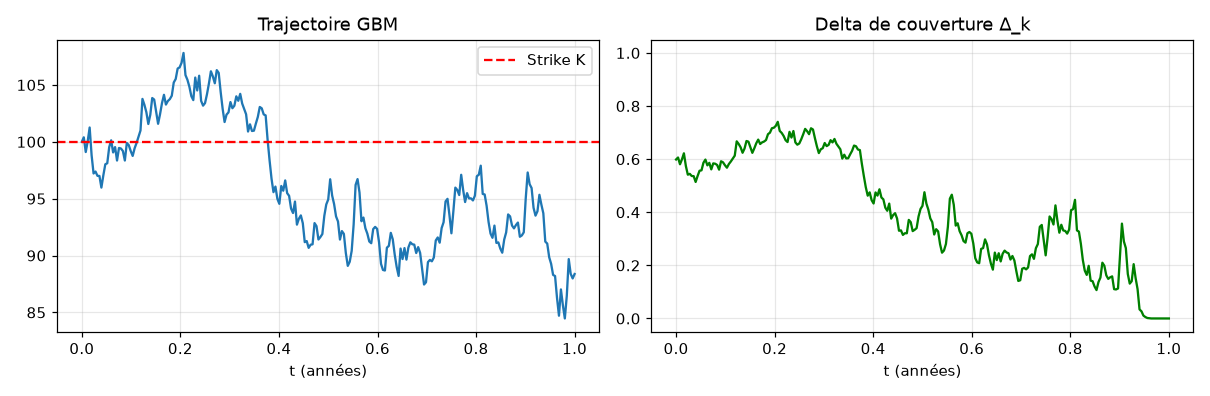 Trajectoire GBM
Strike K
105
100
95
90
85
0.0 0.2 0.4 0.6 0.8 1.0
t (années)
Delta de couverture Δ_k
1.0
0.8
0.6
0.4
0.2
0.0
0.0 0.2 0.4 0.6 0.8 1.0
t (années)